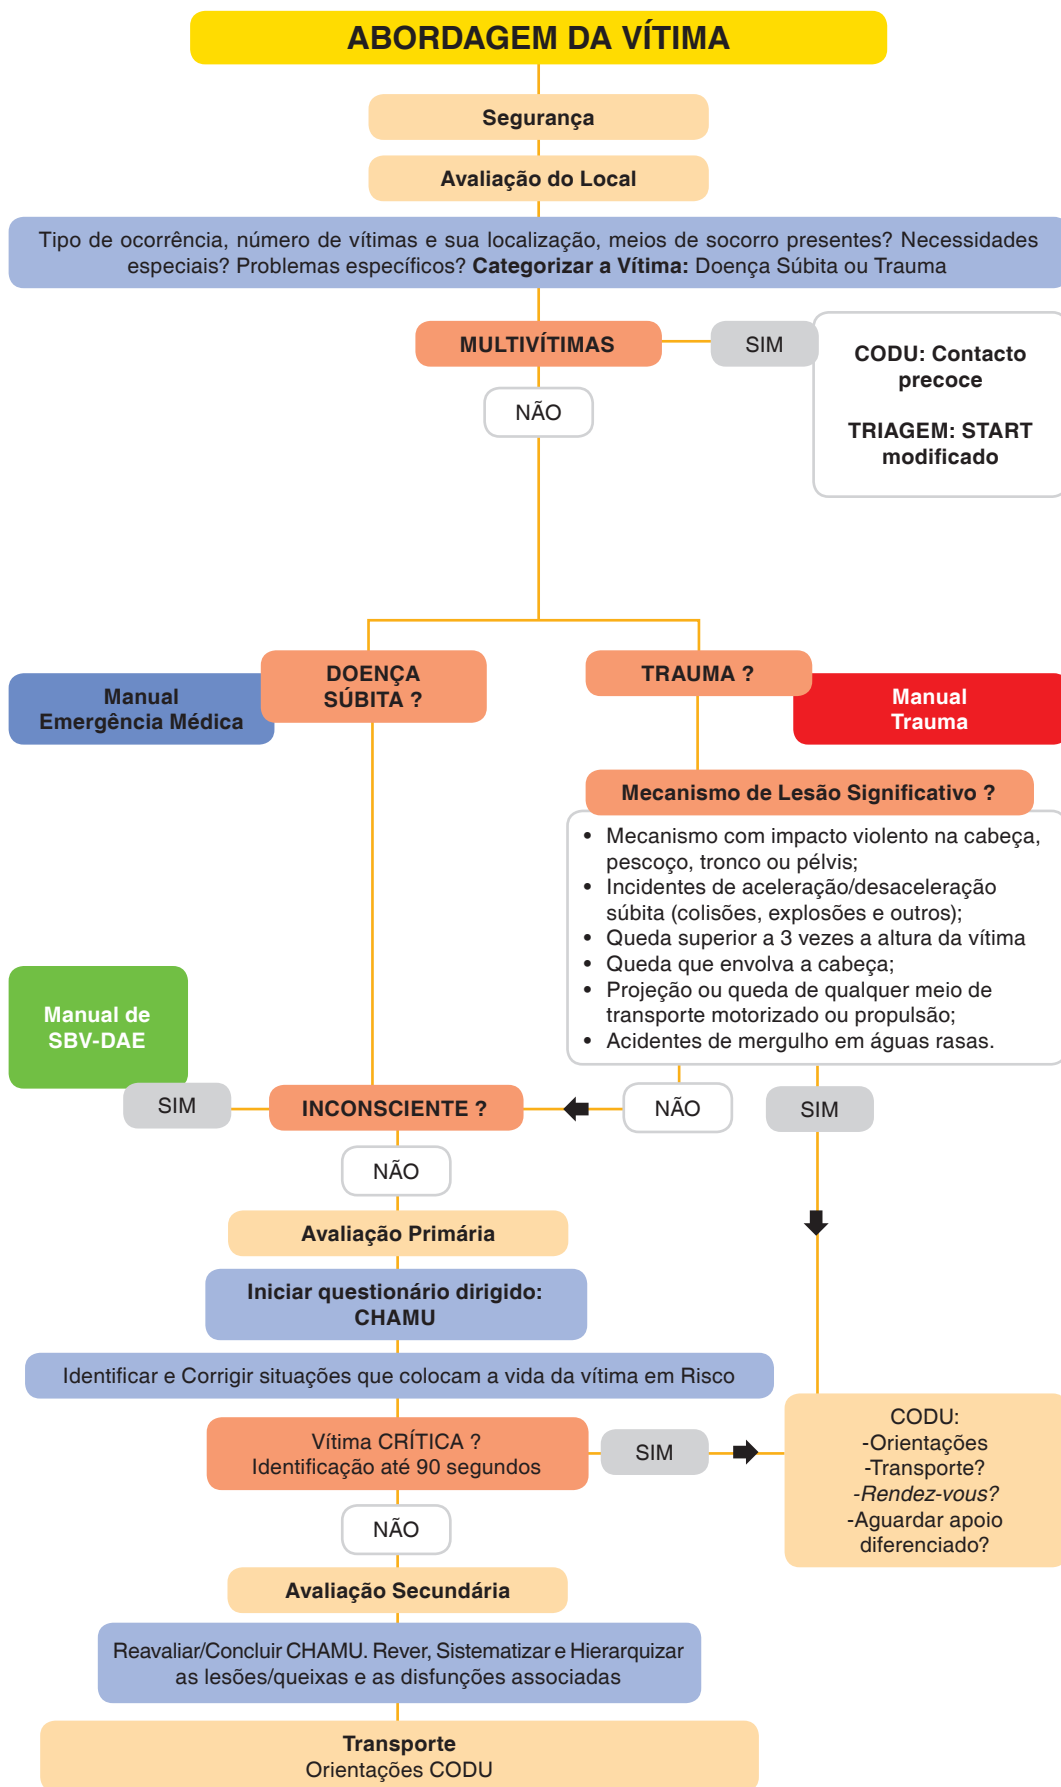 ABORDAGEM DA VÍTIMA
Segurança
Avaliação do Local
Tipo de ocorrência, número de vítimas e sua localização, meios de socorro presentes? Necessidades
especiais? Problemas específicos? Categorizar a Vítima: Doença Súbita ou Trauma
MULTIVÍTIMAS
SIM
CODU: Contacto
precoce
TRIAGEM: START
modificado
NÃO
DOENÇA
SÚBITA ?
Manual
Emergência Médica
TRAUMA ?
Manual
Trauma
Mecanismo de Lesão Significativo ?
• Mecanismo com impacto violento na cabeça,
pescoço, tronco ou pélvis;
• Incidentes de aceleração/desaceleração
súbita (colisões, explosões e outros);
• Queda superior a 3 vezes a altura da vítima
• Queda que envolva a cabeça;
• Projeção ou queda de qualquer meio de
transporte motorizado ou propulsão;
• Acidentes de mergulho em águas rasas.
Manual de
SBV-DAE
SIM
INCONSCIENTE ?
NÃO
SIM
NÃO
Avaliação Primária
Iniciar questionário dirigido:
CHAMU
Identificar e Corrigir situações que colocam a vida da vítima em Risco
Vítima CRÍTICA ?
Identificação até 90 segundos
SIM
CODU:
-Orientações
-Transporte?
-Rendez-vous?
-Aguardar apoio
diferenciado?
NÃO
Avaliação Secundária
Reavaliar/Concluir CHAMU. Rever, Sistematizar e Hierarquizar
as lesões/queixas e as disfunções associadas
Transporte
Orientações CODU